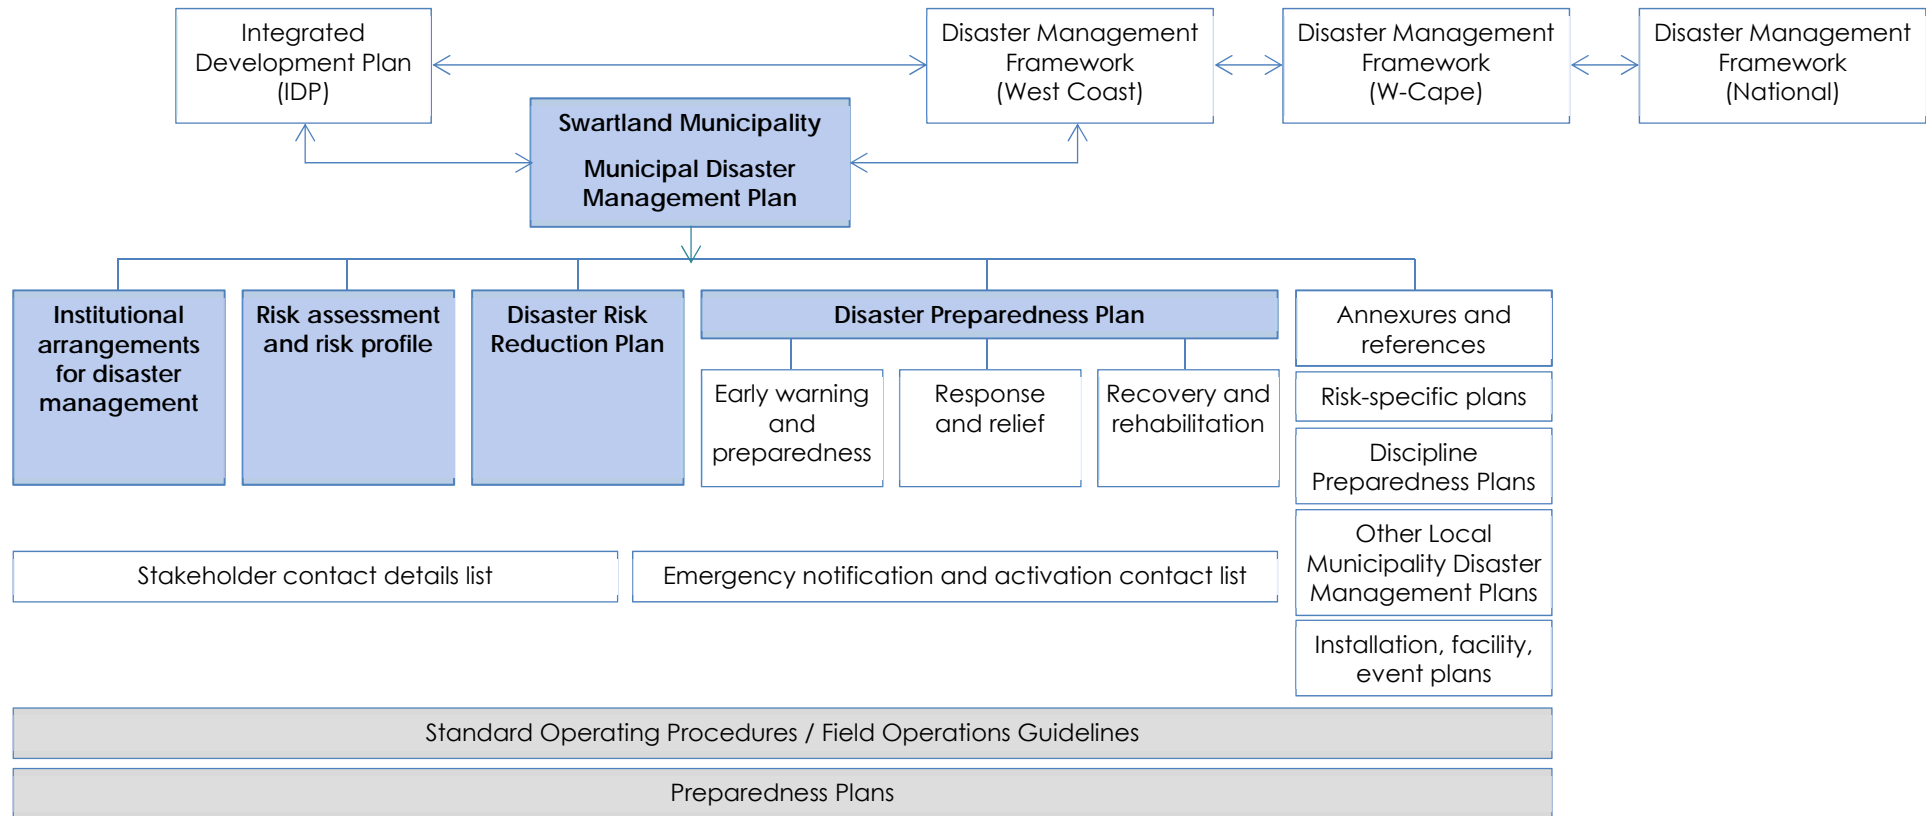 Integrated
Development Plan
(IDP)
Disaster Management
Framework
(West Coast)
Disaster Management
Framework
(W-Cape)
Disaster Management
Framework
(National)
Swartland Municipality
Municipal Disaster
Management Plan
Institutional
arrangements
for disaster
management
Risk assessment
and risk profile
Disaster Risk
Reduction Plan
Disaster Preparedness Plan
Early warning
and
preparedness
Response
and relief
Recovery and
rehabilitation
Annexures and
references
Risk-specific plans
Discipline
Preparedness Plans
Other Local
Municipality Disaster
Management Plans
Installation, facility,
event plans
Stakeholder contact details list
Emergency notification and activation contact list
Standard Operating Procedures / Field Operations Guidelines
Preparedness Plans